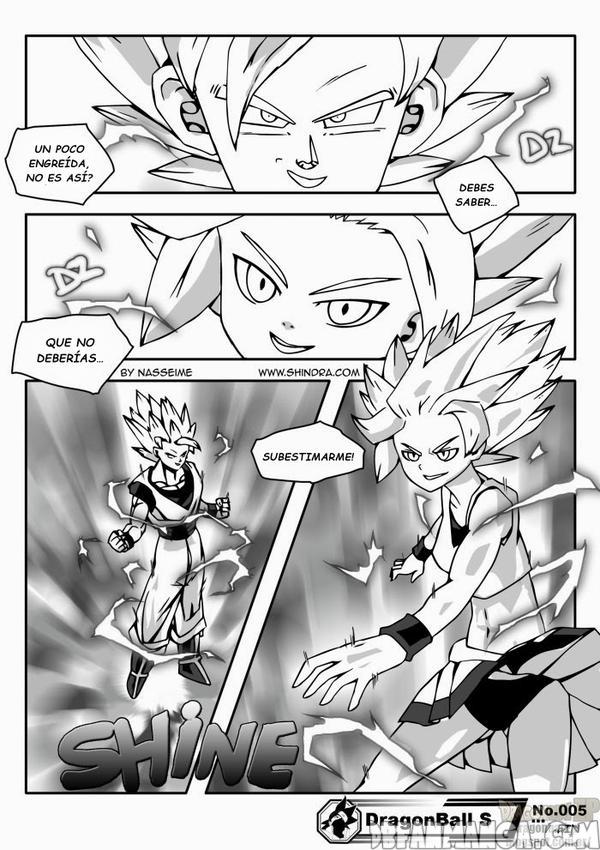 UN POCO
ENGREÍDA,
NO ES ASÍ?
DZ
DEBES
SABER...
DZ
QUE NO
DEBERÍAS...
BY NASSEIME
WWW.SHINDRA.COM
SUBESTIMARME!
SHINE
DragonBall S
No.005
...
FIN